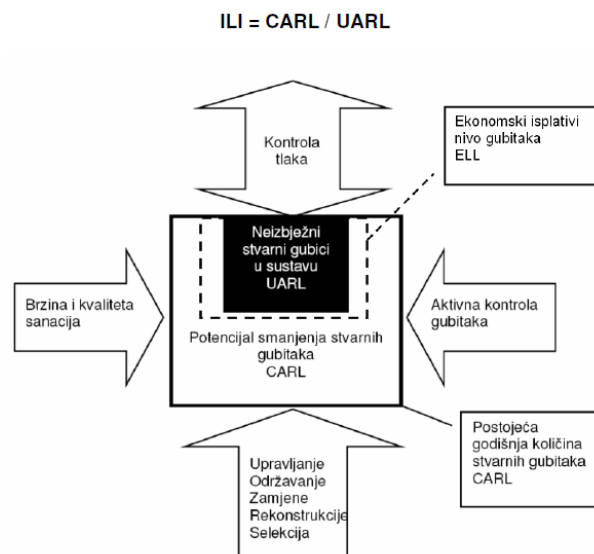 ILI = CARL / UARL
Kontrola
tlaka
Ekonomski isplativi
nivo gubitaka
ELL
Neizbježni
stvarni gubici
u sustavu
UARL
Brzina i kvaliteta
sanacija
Aktivna kontrola
gubitaka
Potencijal smanjenja stvarnih
gubitaka
CARL
Postojeća
godišnja količina
stvarnih gubitaka
CARL
Upravljanje
Održavanje
Zamjene
Rekonstrukcije
Selekcija